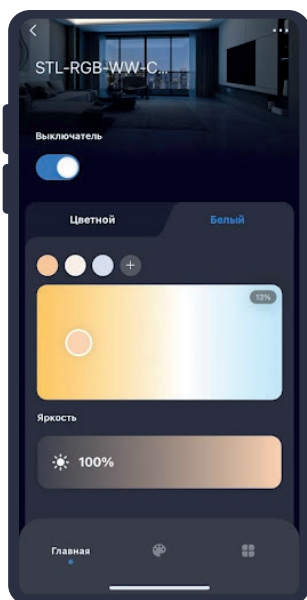 STL-RGB-WW-C...
Выключатель
Цветной
Белый
13%
Яркость
100%
Главная